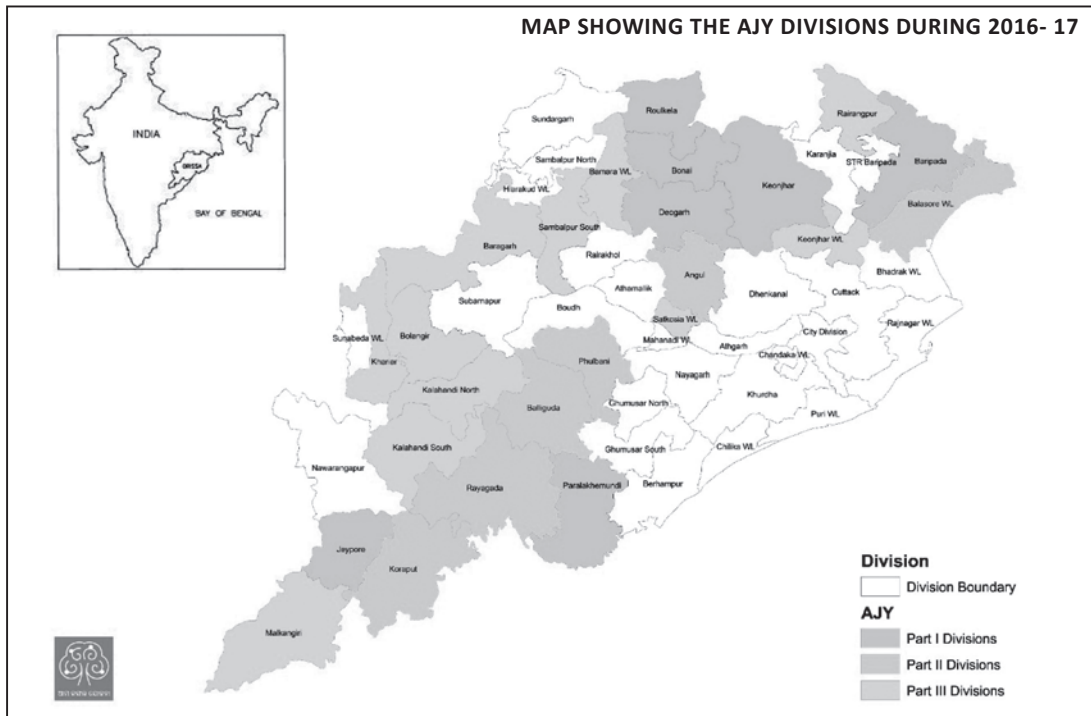 MAP SHOWING THE AJY DIVISIONS DURING 2016- 17
INDIA
ORISSA
BAY OF BENGAL
Roulkela
Rairangpur
Sundargarh
Karanjia
STR Baripada
Baripada
Sambalpur North
Bamara WL
Bonai
Keonjhar
Hirarakud WL
Deogarh
Balasore WL
Sambalpur South
Keonjhar WL
Baragarh
Rairakhol
Angul
Bhadrak WL
Athamallik
Dhenkanal
Cuttack
Subarnapur
Boudh
Satkosia WL
City Division
Rajnagar WL
Sunabeda WL
Bolangir
Mahanadi WL
Athgarh
Chandaka WL
Khariar
Phulbani
Nayagarh
Kalahandi North
Khurdha
Ghumusar North
Balliguda
Puri WL
Kalahandi South
Ghumusar South
Chilika WL
Nawarangapur
Rayagada
Paralakhemundi
Berhampur
Jeypore
Koraput
Malkangiri
Division
Division Boundary
AJY
Part I Divisions
Part II Divisions
Part III Divisions